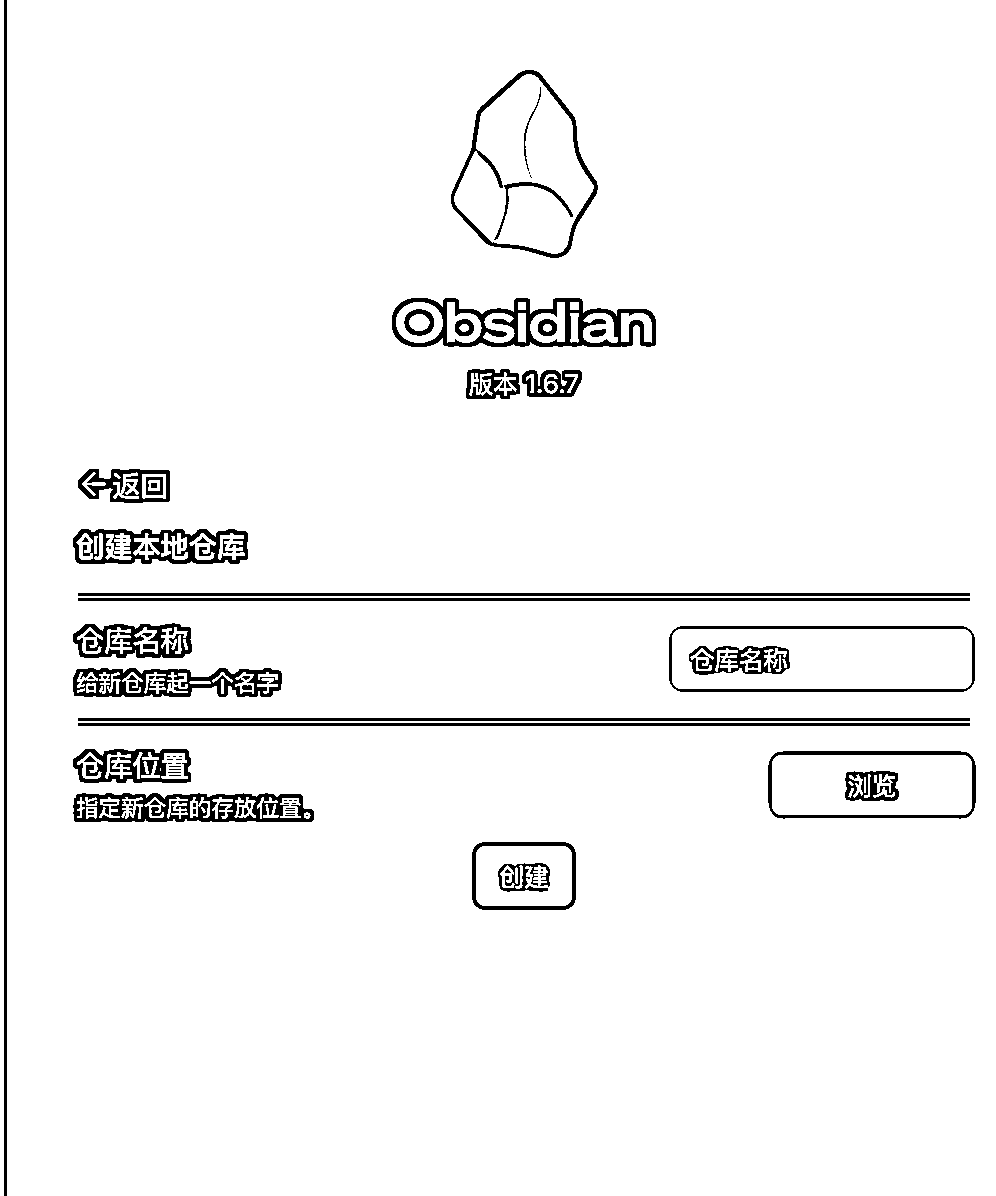 Obsidian
版本 1.6.7
←返回
创建本地仓库
仓库名称
给新仓库起一个名字
仓库名称
仓库位置
指定新仓库的存放位置。
浏览
创建